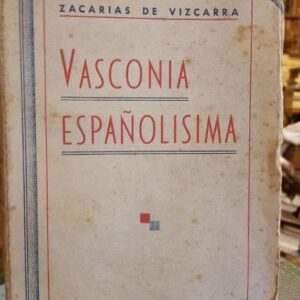 ZACARIAS DE VIZCARRA
VASCONIA
ESPAÑOLISIMA